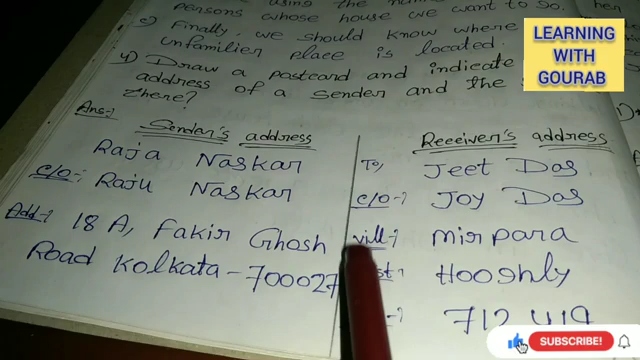 persons whose house we want to go.
c) Finally, we should know where
unfamilier place is located.
4) Draw a postcard and indicate
address of a sender and the
there?
LEARNING
WITH
GOURAB
Ans:-
Sender's address
Raja Naskar
c/o:- Raju Naskar
Add:- 18 A, Fakir Ghosh
Road Kolkata - 700027
Receiver's address
To, Jeet Das
c/o:- Joy Das
vill:- Mirpara
Hooghly
712419
SUBSCRIBE!